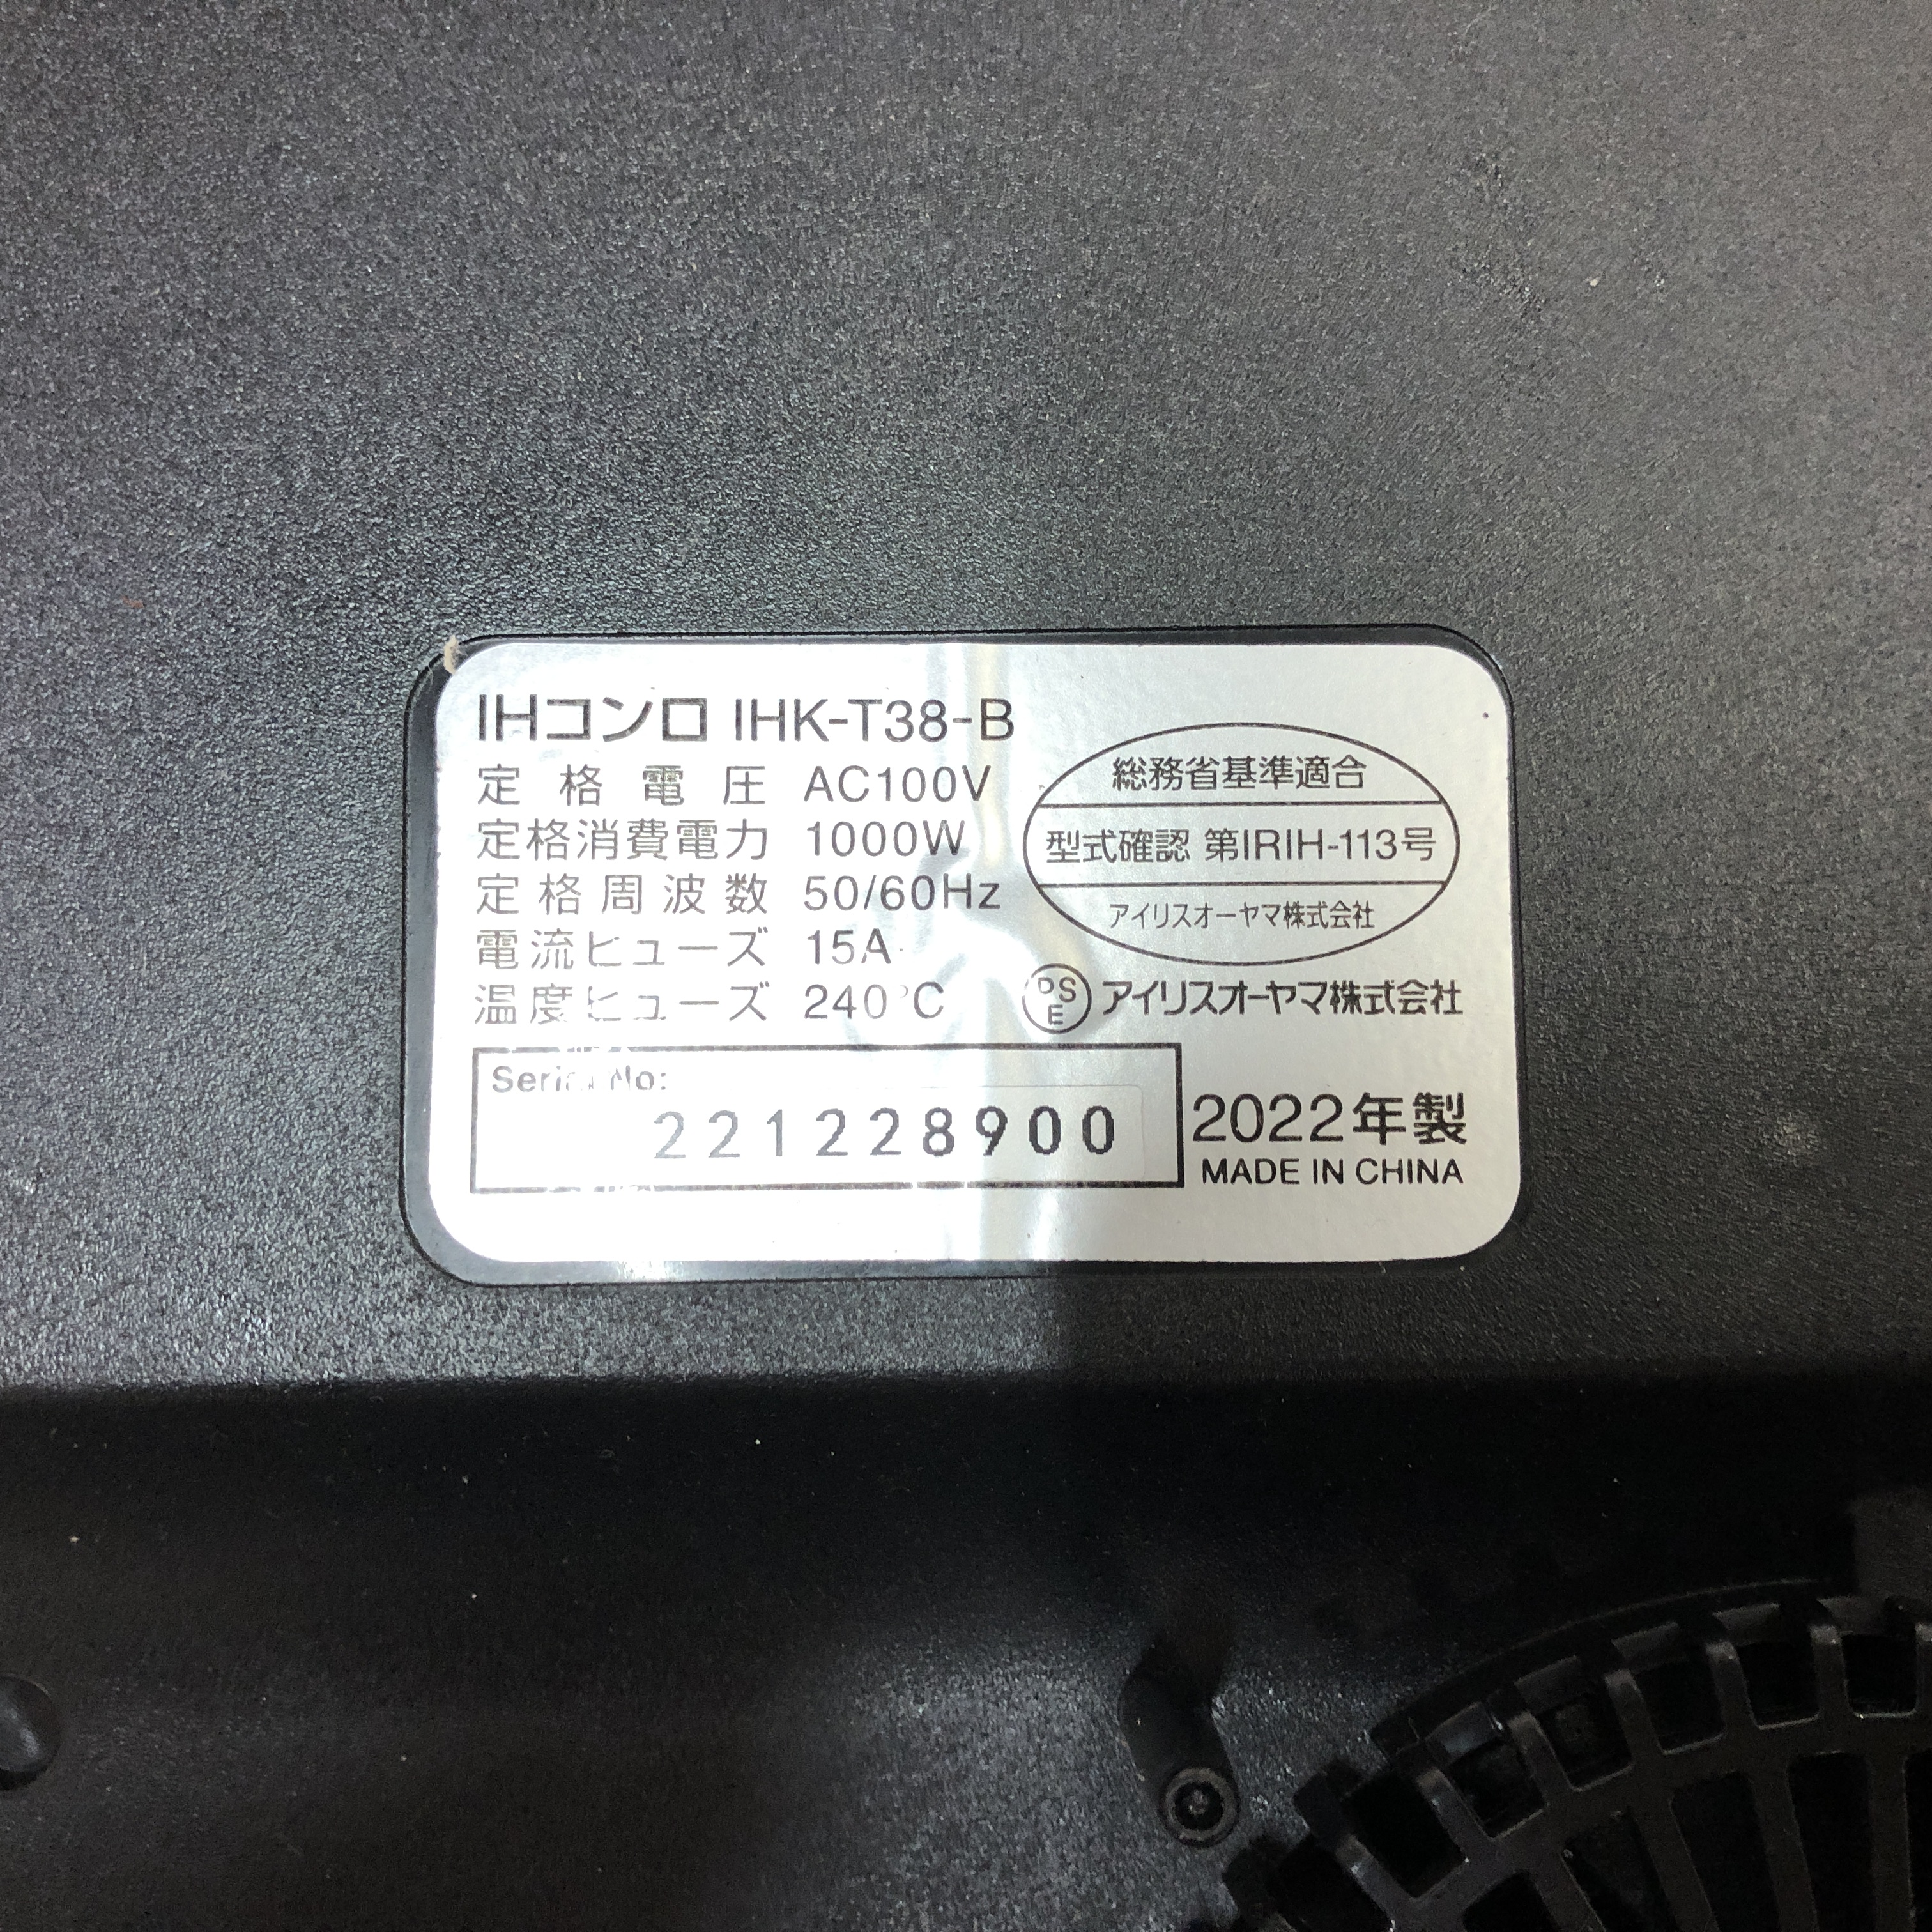 IHコンロ IHK-T38-B
定格電圧 AC100V
定格消費電力 1000W
定格周波数 50/60Hz
電流ヒューズ 15A
温度ヒューズ 240℃
総務省基準適合
型式確認 第IRIH-113号
アイリスオーヤマ株式会社
PSE アイリスオーヤマ株式会社
Serial No:
221228900
2022年製
MADE IN CHINA